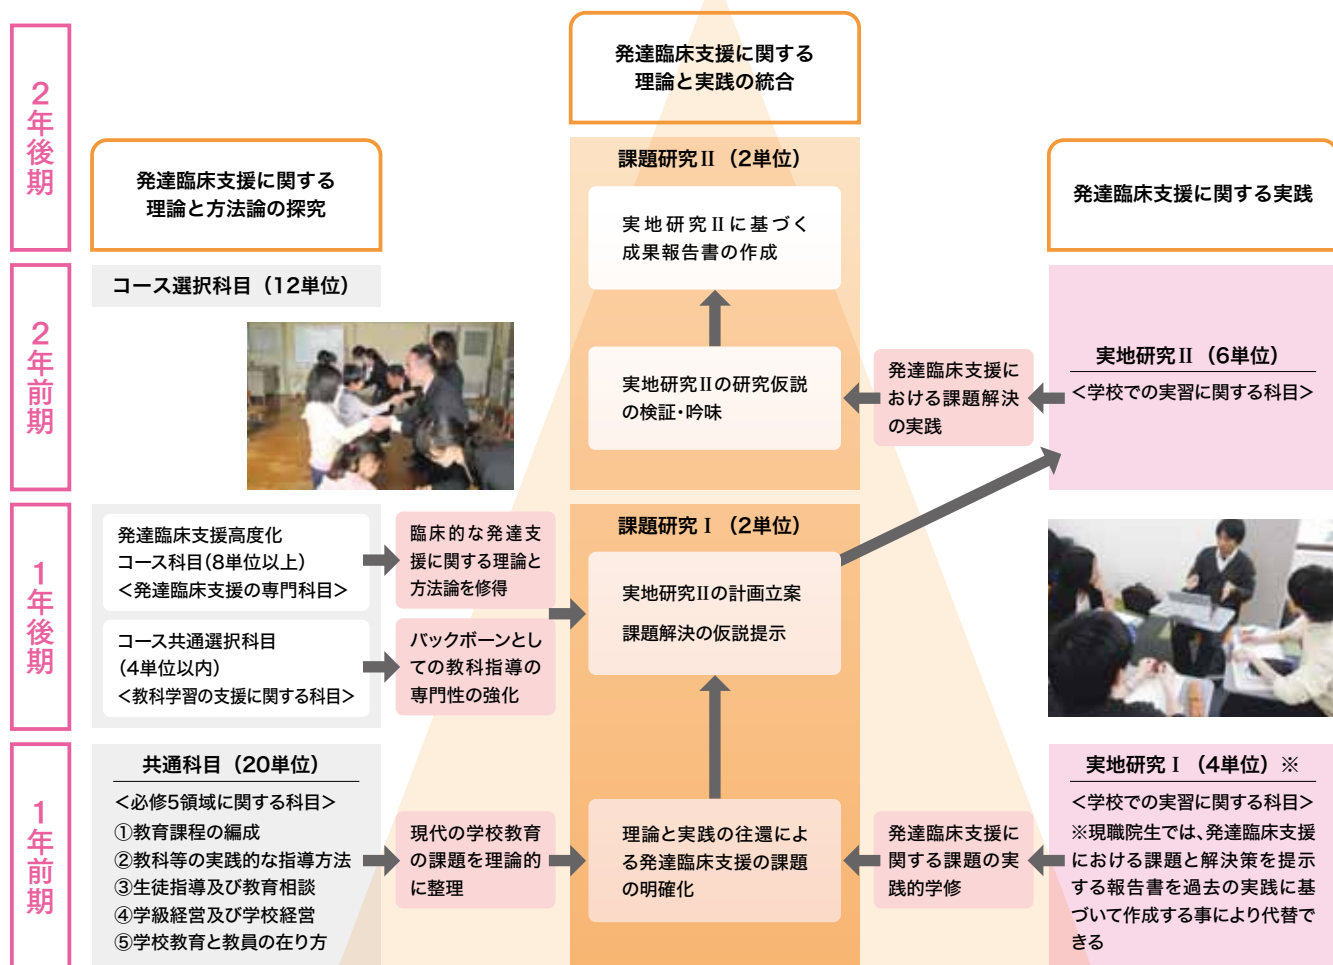 2年後期
発達臨床支援に関する
理論と方法論の探究
発達臨床支援に関する
理論と実践の統合
課題研究Ⅱ（2単位）
実地研究Ⅱに基づく
成果報告書の作成
発達臨床支援に関する実践
2年前期
コース選択科目（12単位）
実地研究Ⅱの研究仮説
の検証・吟味
発達臨床支援に
おける課題解決
の実践
実地研究Ⅱ（6単位）
＜学校での実習に関する科目＞
1年後期
発達臨床支援高度化
コース科目（8単位以上）
＜発達臨床支援の専門科目＞
コース共通選択科目
（4単位以内）
＜教科学習の支援に関する科目＞
臨床的な発達支
援に関する理論と
方法論を修得
バックボーンとし
ての教科指導の
専門性の強化
課題研究Ⅰ（2単位）
実地研究Ⅱの計画立案
課題解決の仮説提示
1年前期
共通科目（20単位）
＜必修5領域に関する科目＞
①教育課程の編成
②教科等の実践的な指導方法
③生徒指導及び教育相談
④学級経営及び学校経営
⑤学校教育と教員の在り方
現代の学校教育
の課題を理論的
に整理
理論と実践の往還によ
る発達臨床支援の課題
の明確化
発達臨床支援に
関する課題の実
践的学修
実地研究Ⅰ（4単位）※
＜学校での実習に関する科目＞
※現職院生では、発達臨床支援
における課題と解決策を提示
する報告書を過去の実践に基
づいて作成する事により代替で
きる